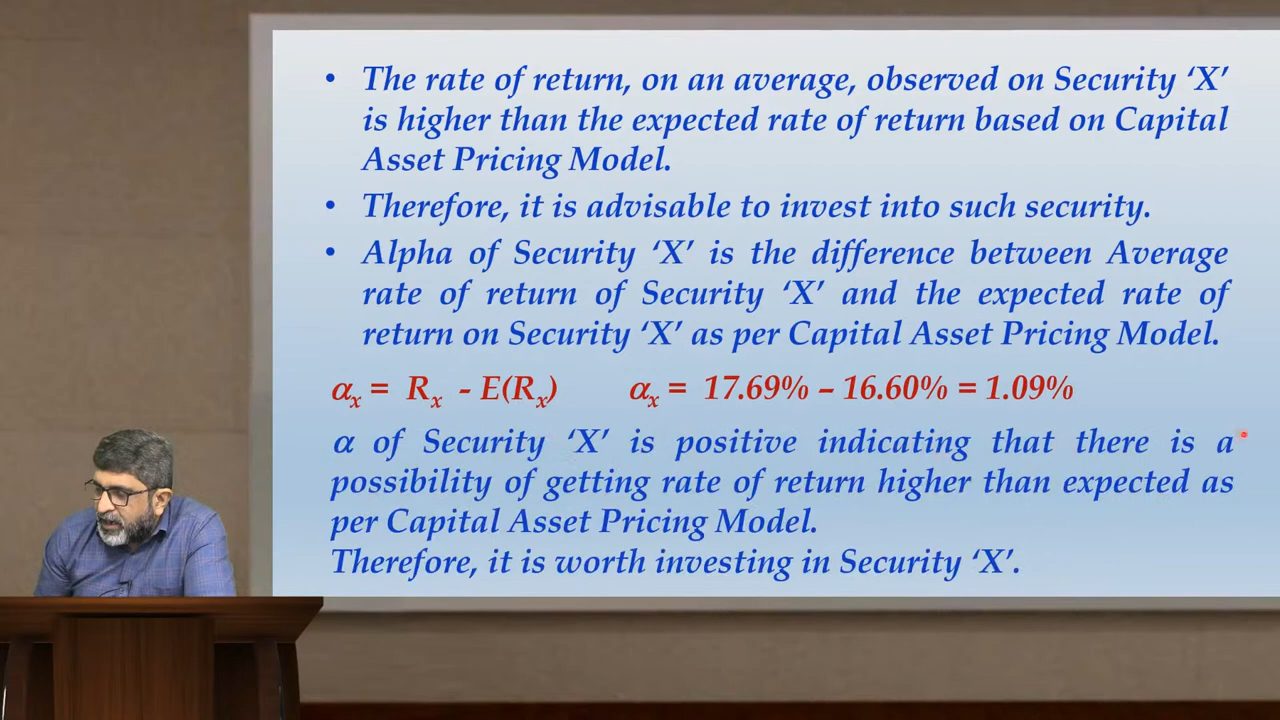 • The rate of return, on an average, observed on Security ‘X’
is higher than the expected rate of return based on Capital
Asset Pricing Model.
• Therefore, it is advisable to invest into such security.
• Alpha of Security ‘X’ is the difference between Average
rate of return of Security ‘X’ and the expected rate of
return on Security ‘X’ as per Capital Asset Pricing Model.
αx = Rx - E(Rx) αx = 17.69% – 16.60% = 1.09%
α of Security ‘X’ is positive indicating that there is a
possibility of getting rate of return higher than expected as
per Capital Asset Pricing Model.
Therefore, it is worth investing in Security ‘X’.